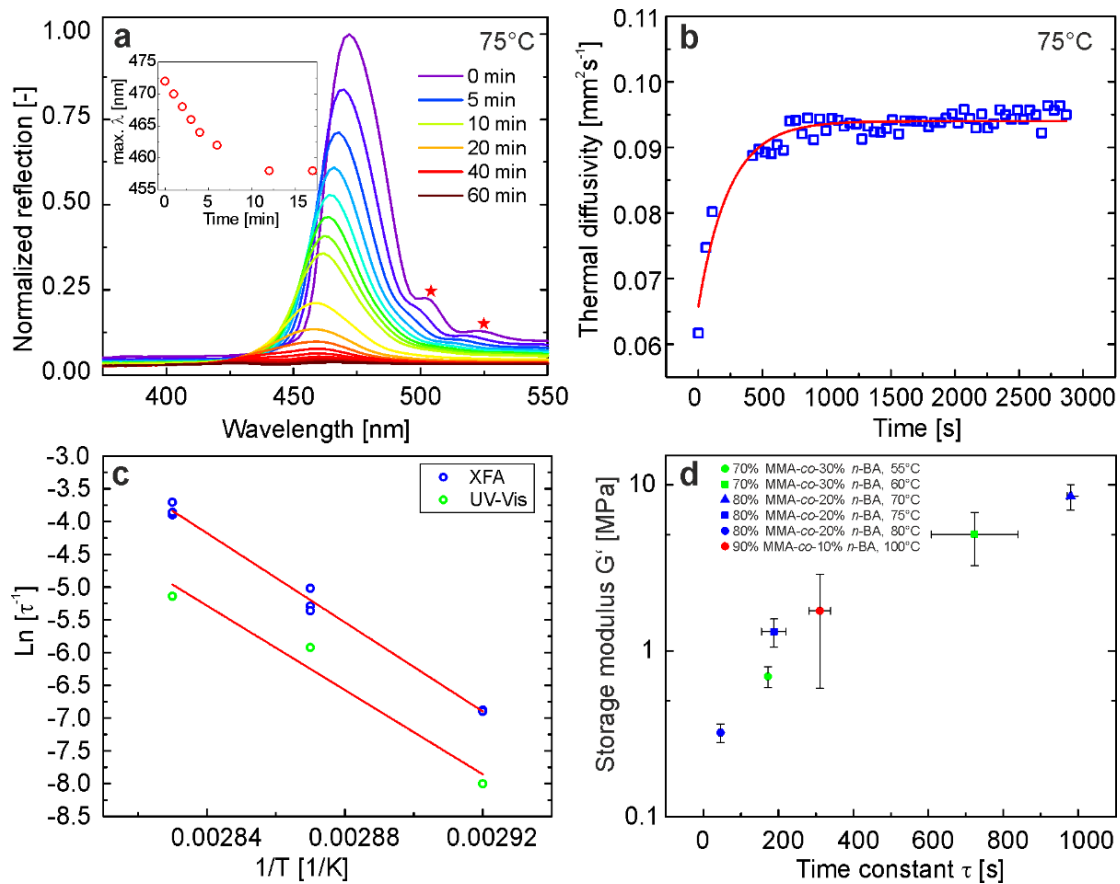 a
75°C
Normalized reflection [-]
1.00
0.75
0.50
0.25
0.00
400
450
500
550
Wavelength [nm]
0 min
5 min
10 min
20 min
40 min
60 min
max. λ [nm]
475
470
465
460
455
0
5
10
15
Time [min]
b
75°C
Thermal diffusivity [mm²s⁻¹]
0.11
0.10
0.09
0.08
0.07
0.06
0
500
1000
1500
2000
2500
3000
Time [s]
c
XFA
UV-Vis
Ln [τ⁻¹]
-3.0
-3.5
-4.0
-4.5
-5.0
-5.5
-6.0
-6.5
-7.0
-7.5
-8.0
-8.5
0.00284
0.00288
0.00292
1/T [1/K]
d
70% MMA-co-30% n-BA, 55°C
70% MMA-co-30% n-BA, 60°C
80% MMA-co-20% n-BA, 70°C
80% MMA-co-20% n-BA, 75°C
80% MMA-co-20% n-BA, 80°C
90% MMA-co-10% n-BA, 100°C
Storage modulus G‘ [MPa]
10
1
0.1
0
200
400
600
800
1000
Time constant τ [s]